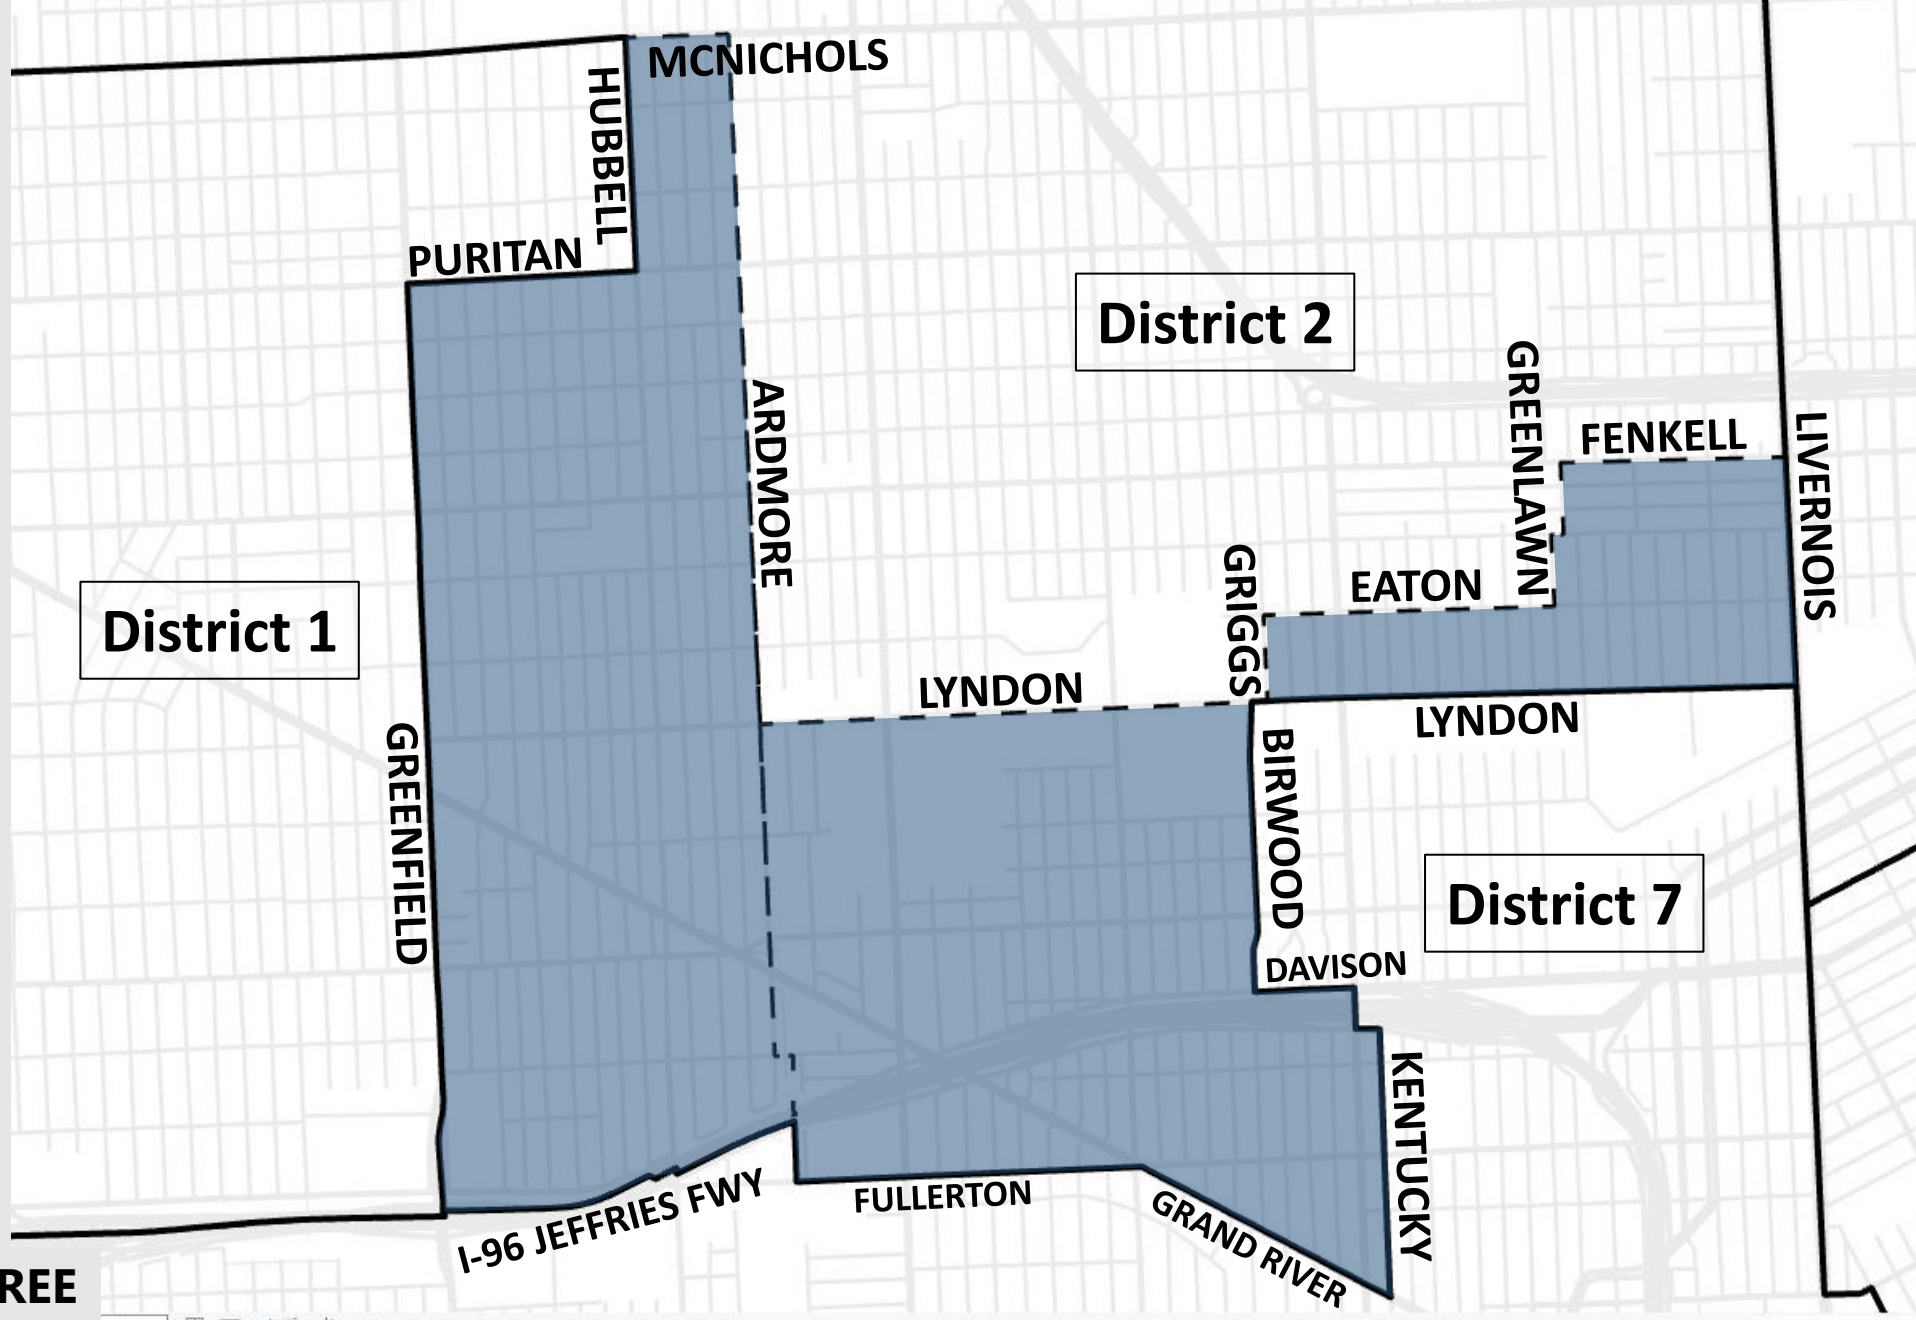 MCNICHOLS
HUBBELL
PURITAN
District 2
ARDMORE
GREENLAWN
FENKELL
LIVERNOIS
GRIGGS
EATON
District 1
LYNDON
LYNDON
GREENFIELD
BIRWOOD
District 7
DAVISON
KENTUCKY
I-96 JEFFRIES FWY
FULLERTON
GRAND RIVER
REE